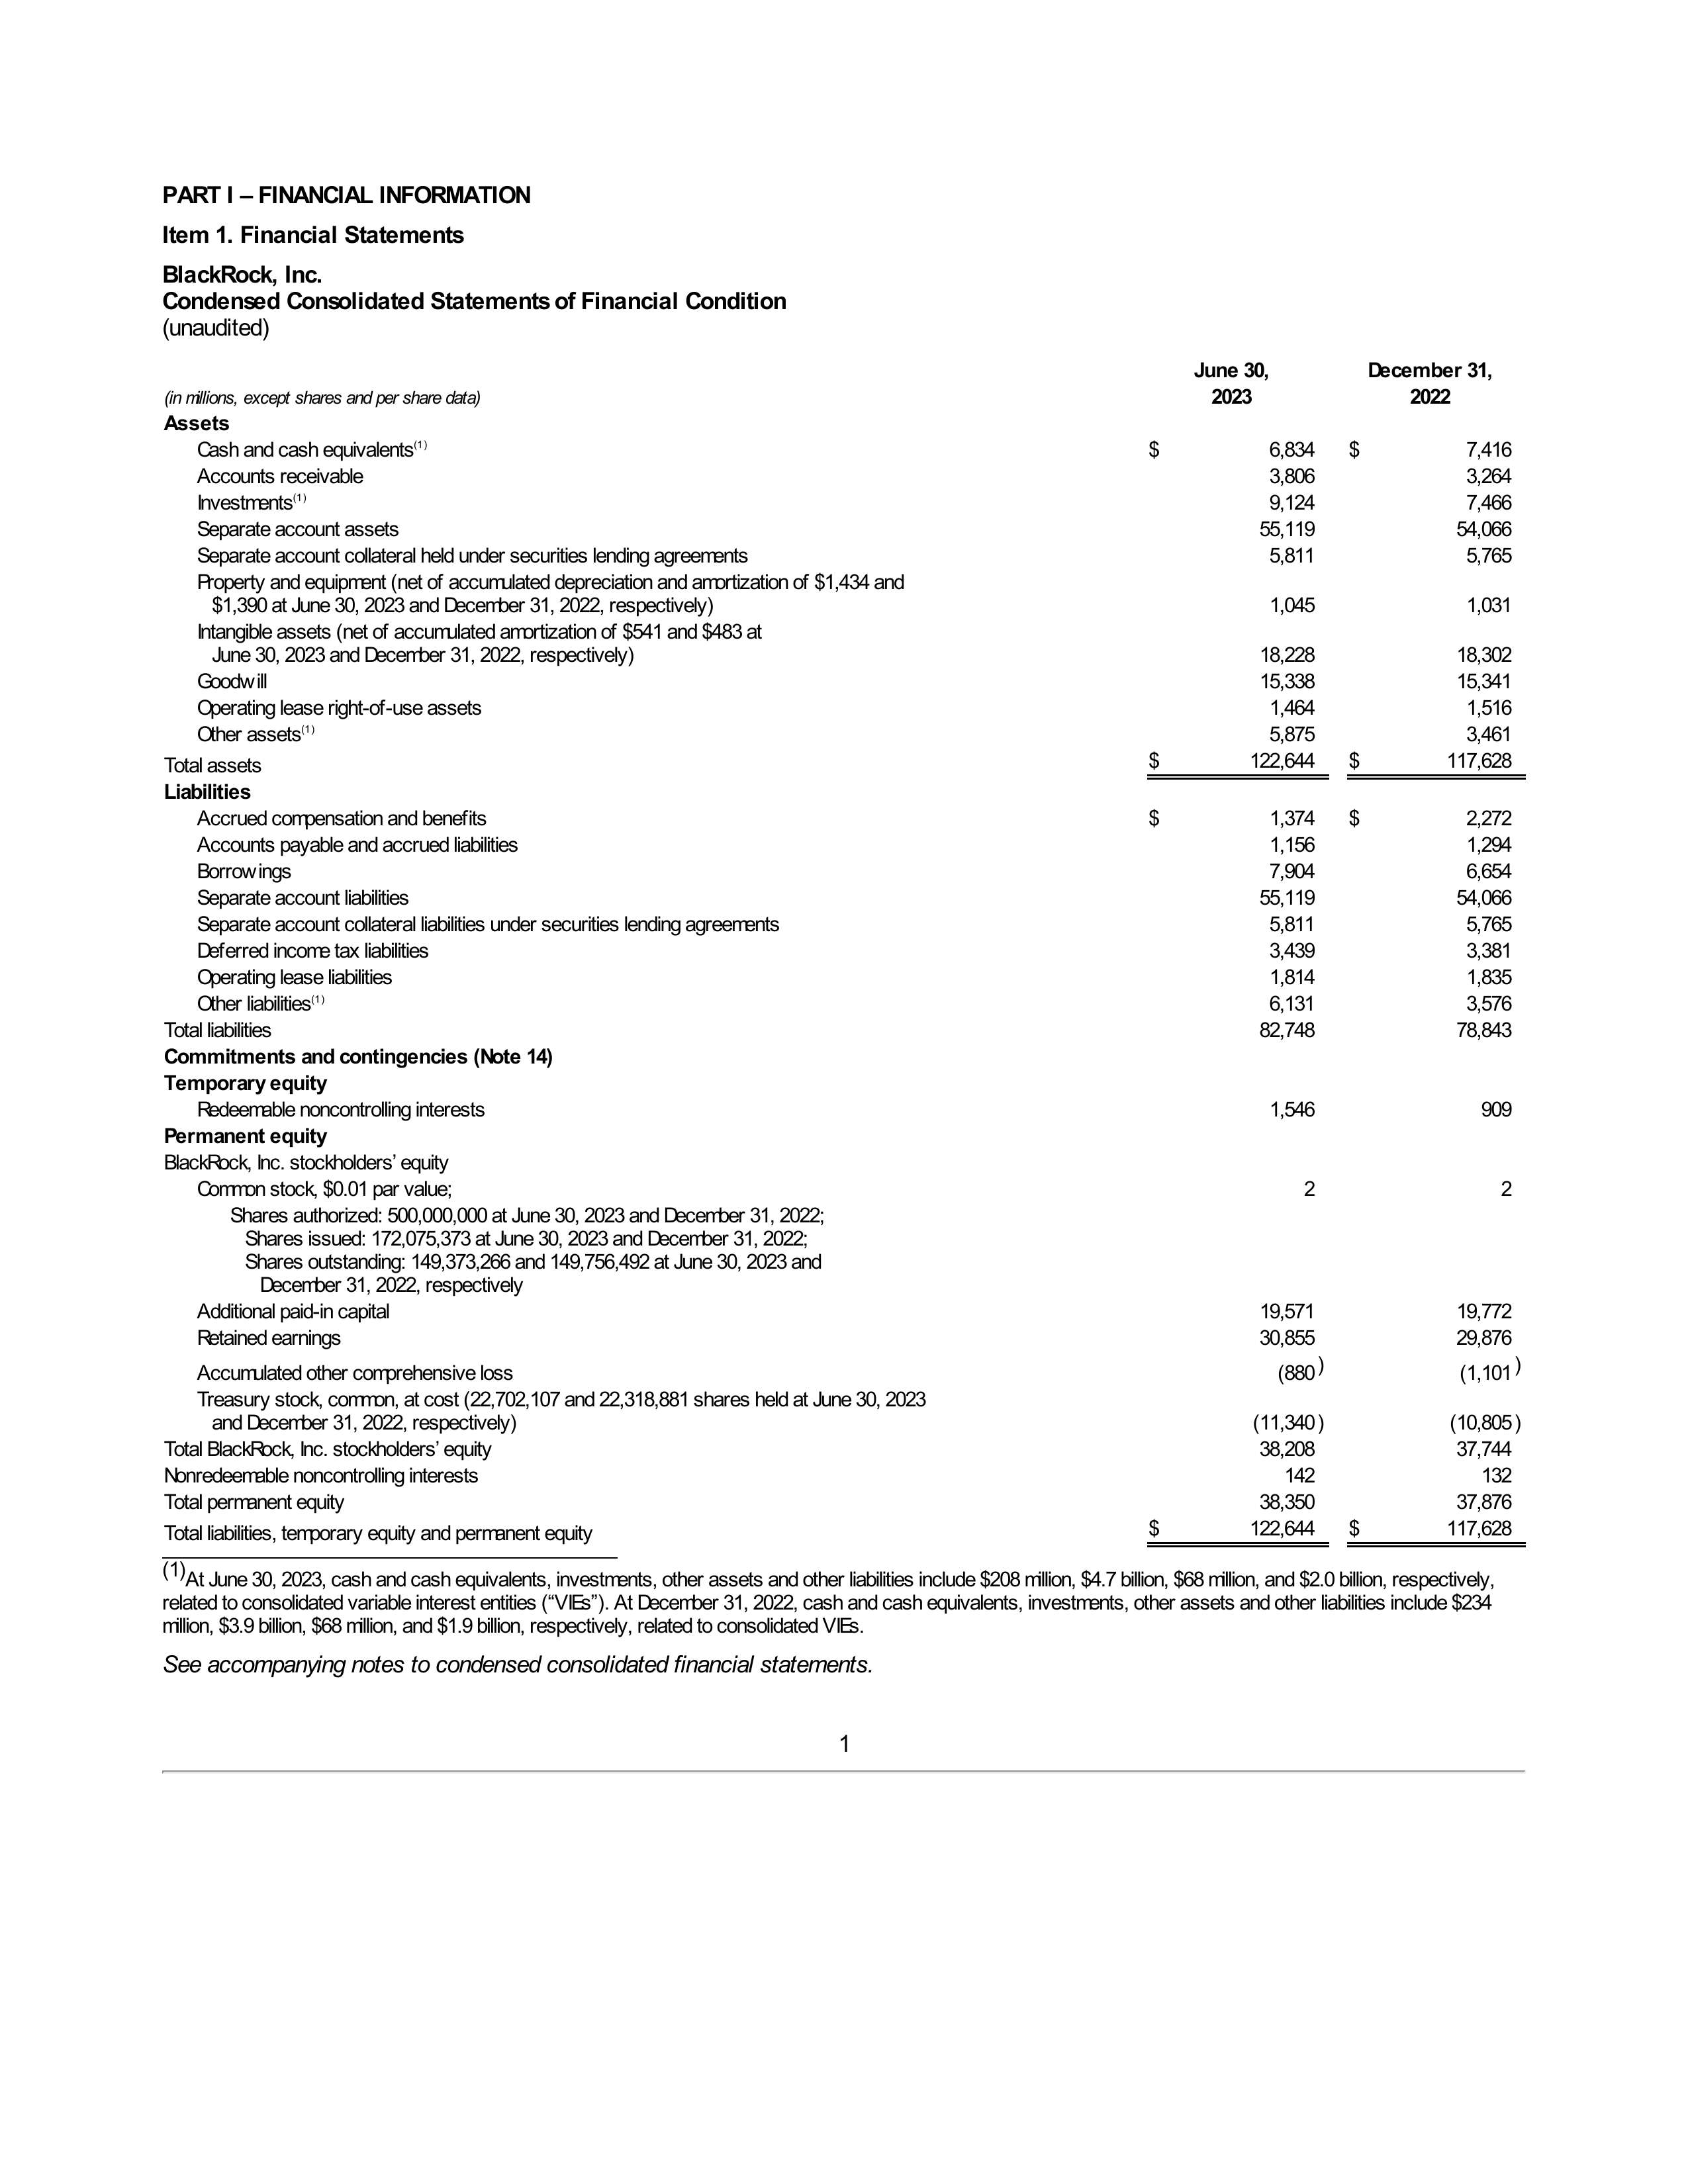 PART I – FINANCIAL INFORMATION
Item 1. Financial Statements
BlackRock, Inc.
Condensed Consolidated Statements of Financial Condition
(unaudited)
June 30, December 31,
(in millions, except shares and per share data) 2023 2022
Assets
Cash and cash equivalents(1) $ 6,834 $ 7,416
Accounts receivable 3,806 3,264
Investments(1) 9,124 7,466
Separate account assets 55,119 54,066
Separate account collateral held under securities lending agreements 5,811 5,765
Property and equipment (net of accumulated depreciation and amortization of $1,434 and
$1,390 at June 30, 2023 and December 31, 2022, respectively) 1,045 1,031
Intangible assets (net of accumulated amortization of $541 and $483 at
June 30, 2023 and December 31, 2022, respectively) 18,228 18,302
Goodwill 15,338 15,341
Operating lease right-of-use assets 1,464 1,516
Other assets(1) 5,875 3,461
Total assets $ 122,644 $ 117,628
Liabilities
Accrued compensation and benefits $ 1,374 $ 2,272
Accounts payable and accrued liabilities 1,156 1,294
Borrowings 7,904 6,654
Separate account liabilities 55,119 54,066
Separate account collateral liabilities under securities lending agreements 5,811 5,765
Deferred income tax liabilities 3,439 3,381
Operating lease liabilities 1,814 1,835
Other liabilities(1) 6,131 3,576
Total liabilities 82,748 78,843
Commitments and contingencies (Note 14)
Temporary equity
Redeemable noncontrolling interests 1,546 909
Permanent equity
BlackRock, Inc. stockholders’ equity
Common stock, $0.01 par value; 2 2
Shares authorized: 500,000,000 at June 30, 2023 and December 31, 2022;
Shares issued: 172,075,373 at June 30, 2023 and December 31, 2022;
Shares outstanding: 149,373,266 and 149,756,492 at June 30, 2023 and
December 31, 2022, respectively
Additional paid-in capital 19,571 19,772
Retained earnings 30,855 29,876
Accumulated other comprehensive loss (880) (1,101)
Treasury stock, common, at cost (22,702,107 and 22,318,881 shares held at June 30, 2023
and December 31, 2022, respectively) (11,340) (10,805)
Total BlackRock, Inc. stockholders’ equity 38,208 37,744
Nonredeemable noncontrolling interests 142 132
Total permanent equity 38,350 37,876
Total liabilities, temporary equity and permanent equity $ 122,644 $ 117,628
(1)At June 30, 2023, cash and cash equivalents, investments, other assets and other liabilities include $208 million, $4.7 billion, $68 million, and $2.0 billion, respectively,
related to consolidated variable interest entities (“VIEs”). At December 31, 2022, cash and cash equivalents, investments, other assets and other liabilities include $234
million, $3.9 billion, $68 million, and $1.9 billion, respectively, related to consolidated VIEs.
See accompanying notes to condensed consolidated financial statements.
1